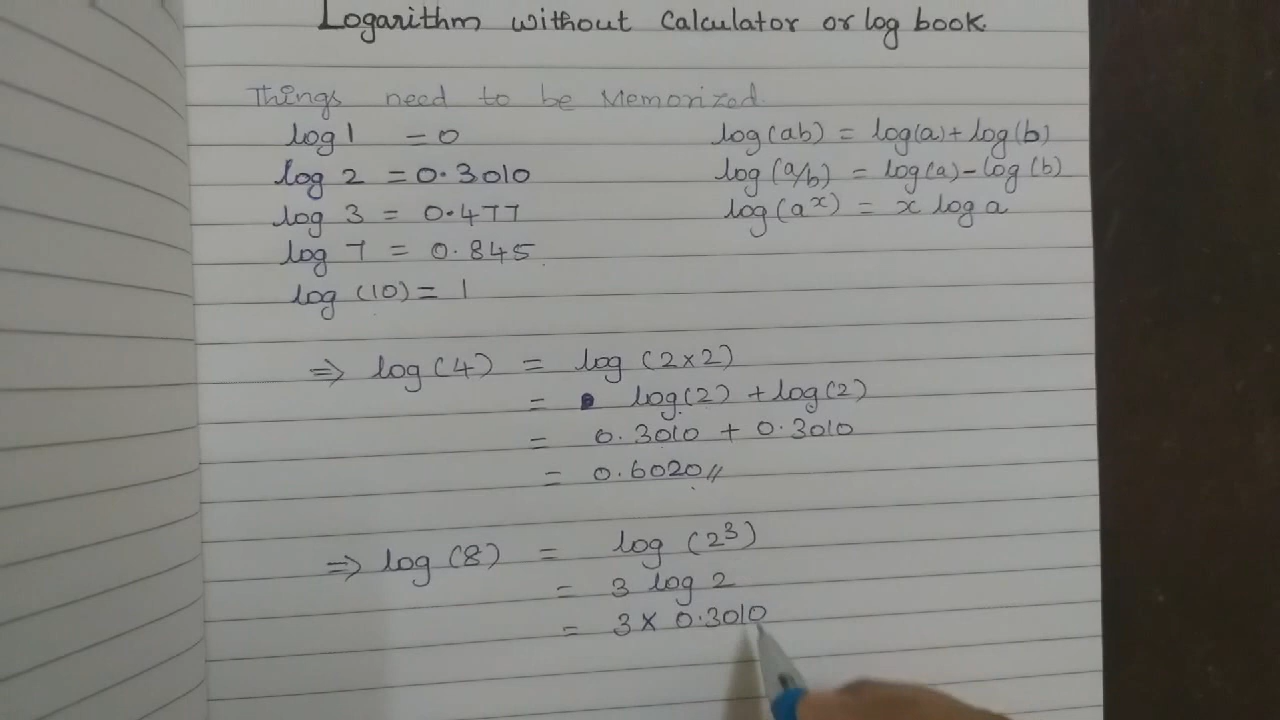 Logarithm without Calculator or log book
Things need to be Memorized.
log 1 = 0
log 2 = 0.3010
log 3 = 0.477
log 7 = 0.845
log (10) = 1
log(ab) = log(a) + log(b)
log(a/b) = log(a) - log(b)
log(aˣ) = x log a
⇒ log(4) = log(2×2)
= log(2) + log(2)
= 0.3010 + 0.3010
= 0.6020//
⇒ log(8) = log(2³)
= 3 log 2
= 3 × 0.3010